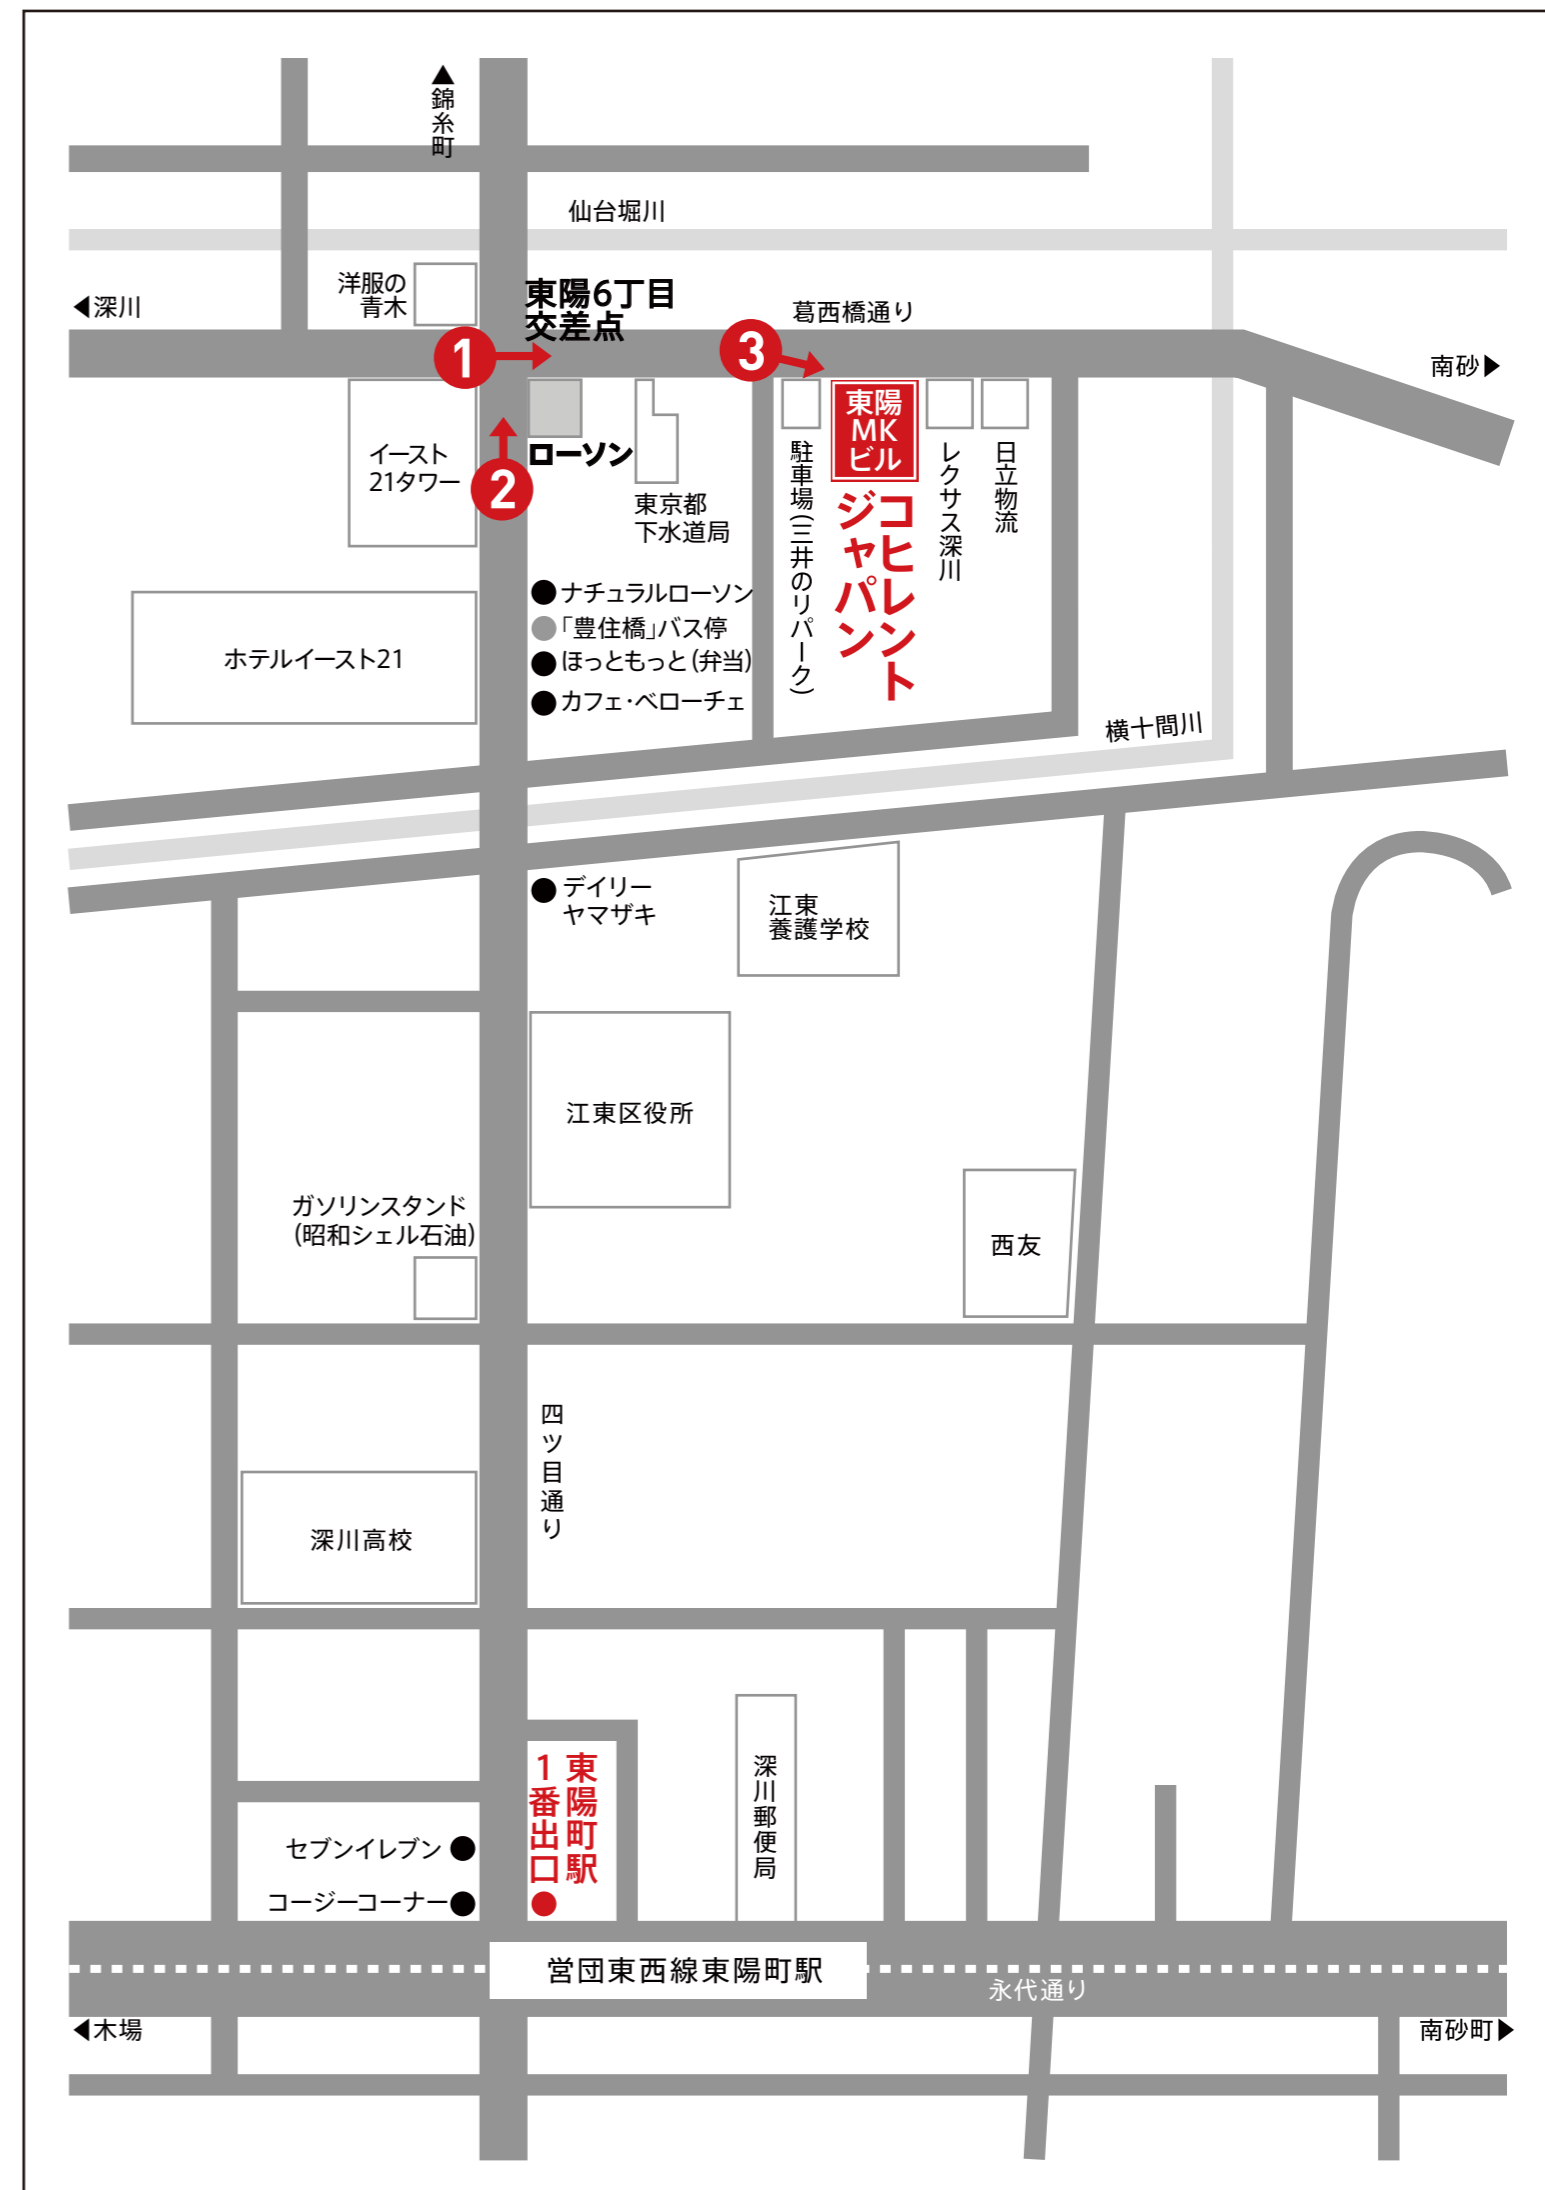 ▲錦糸町
仙台堀川
洋服の
青木
◀深川
東陽6丁目
交差点
葛西橋通り
南砂▶
1
2
3
イースト
21タワー
ローソン
東京都
下水道局
駐車場(三井のリパーク)
東陽
MK
ビル
コヒレント
ジャパン
レクサス深川
日立物流
ナチュラルローソン
「豊住橋」バス停
ほっともっと(弁当)
カフェ・ベローチェ
ホテルイースト21
横十間川
デイリー
ヤマザキ
江東
養護学校
江東区役所
ガソリンスタンド
(昭和シェル石油)
西友
四ツ目通り
深川高校
東陽町駅
1番出口
深川郵便局
セブンイレブン
コージーコーナー
営団東西線東陽町駅
永代通り
◀木場
南砂町▶